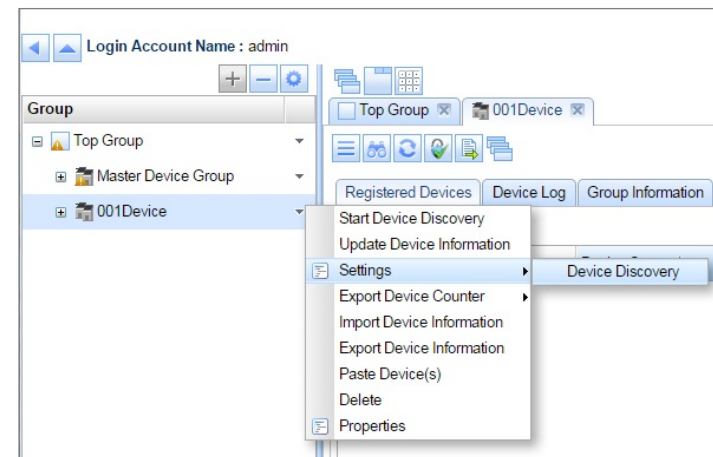 Login Account Name : admin
Group
Top Group
Master Device Group
001Device
Top Group
001Device
Registered Devices
Device Log
Group Information
Start Device Discovery
Update Device Information
Settings
Device Discovery
Export Device Counter
Import Device Information
Export Device Information
Paste Device(s)
Delete
Properties